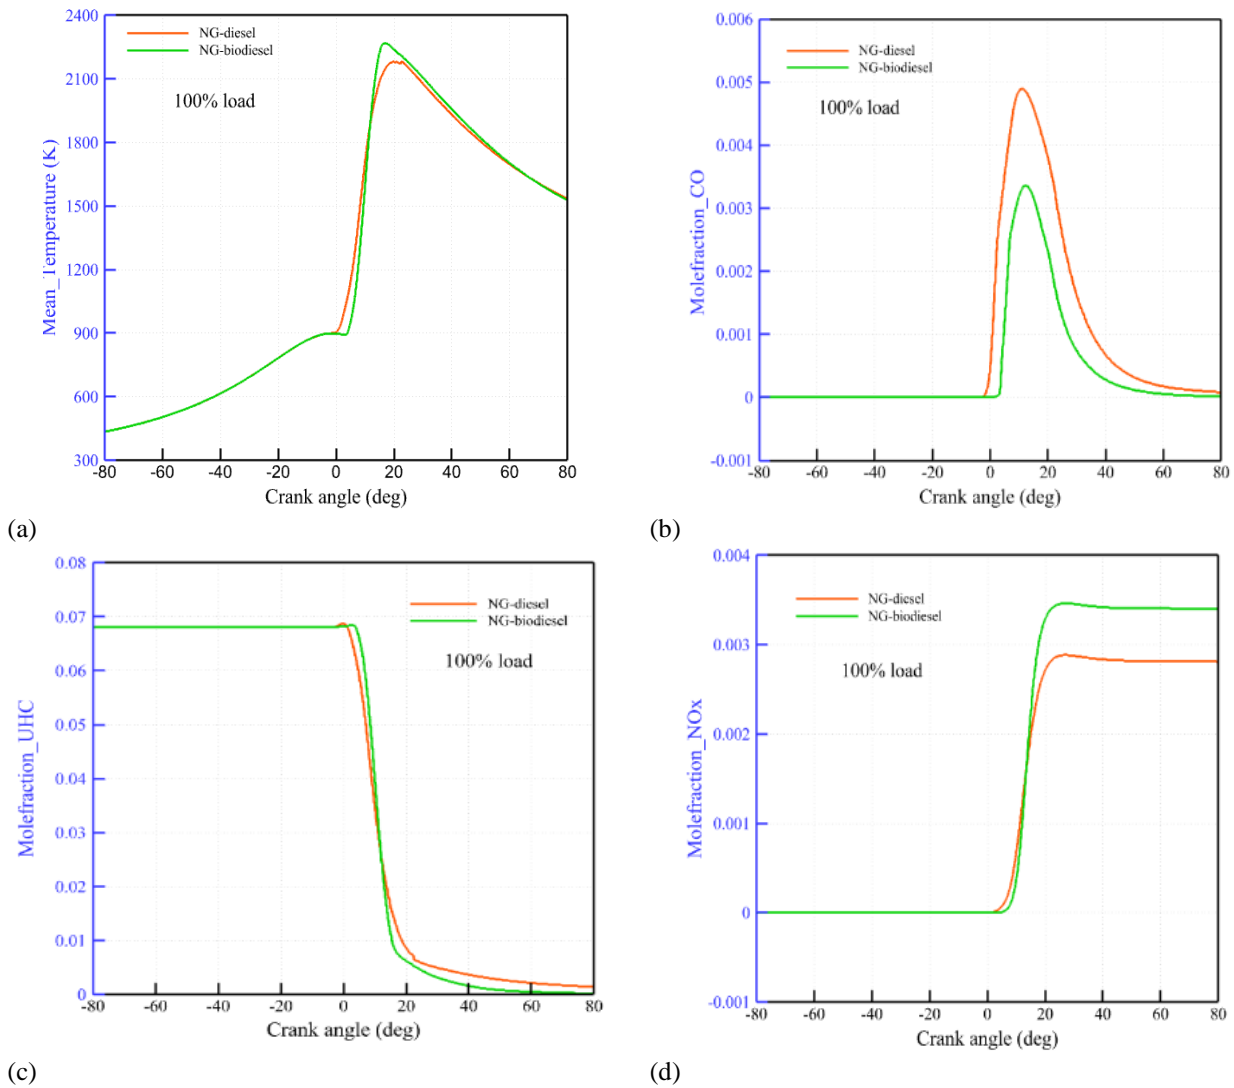 2400
2100
1800
1500
1200
900
600
300
Mean_Temperature (K)
NG-diesel
NG-biodiesel
100% load
-80 -60 -40 -20 0 20 40 60 80
Crank angle (deg)
(a)
0.006
0.005
0.004
0.003
0.002
0.001
0
-0.001
Molefraction_CO
NG-diesel
NG-biodiesel
100% load
-80 -60 -40 -20 0 20 40 60 80
Crank angle (deg)
(b)
0.08
0.07
0.06
0.05
0.04
0.03
0.02
0.01
0
Molefraction_UHC
NG-diesel
NG-biodiesel
100% load
-80 -60 -40 -20 0 20 40 60 80
Crank angle (deg)
(c)
0.004
0.003
0.002
0.001
0
-0.001
Molefraction_NOx
NG-diesel
NG-biodiesel
100% load
-80 -60 -40 -20 0 20 40 60 80
Crank angle (deg)
(d)